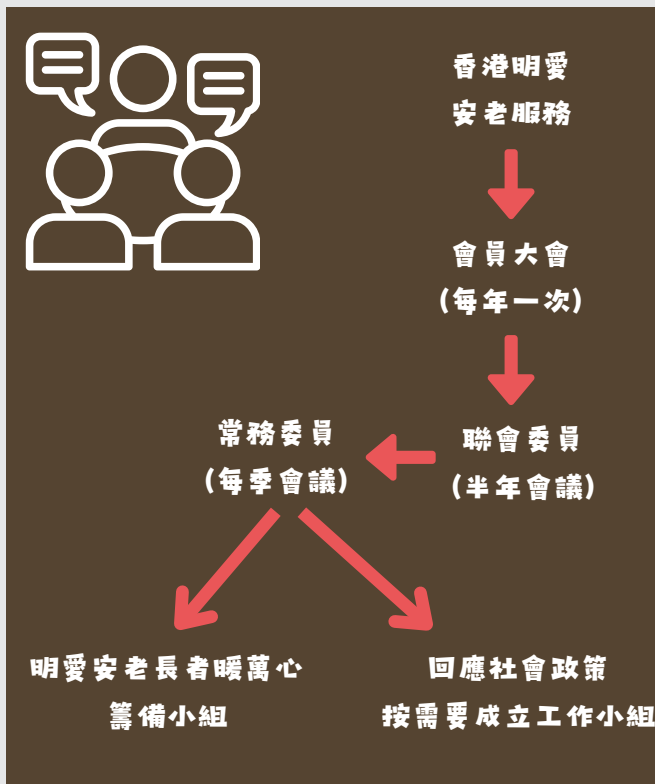 香港明愛
安老服務
會員大會
(每年一次)
聯會委員
(半年會議)
常務委員
(每季會議)
明愛安老長者暖萬心
籌備小組
回應社會政策
按需要成立工作小組